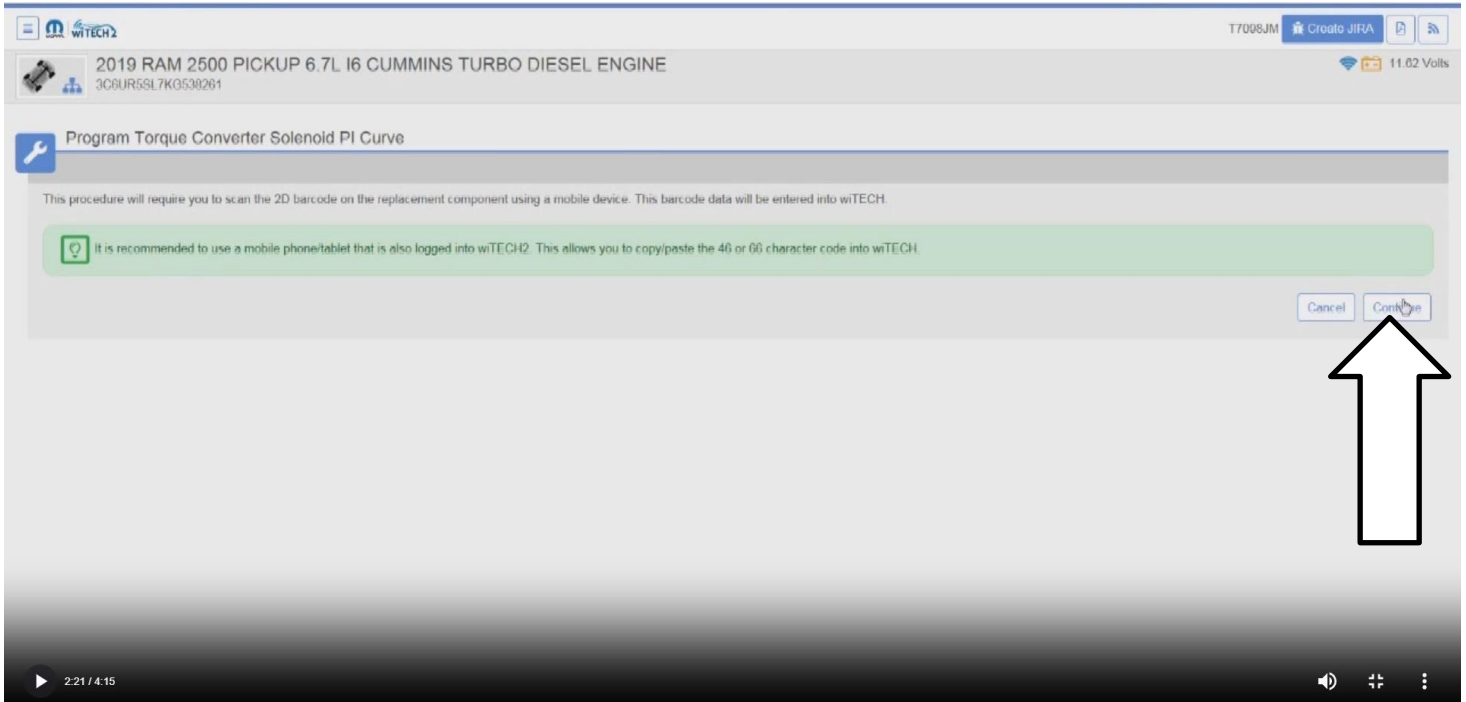 wiTECH2
T7098JM Create JIRA
2019 RAM 2500 PICKUP 6.7L I6 CUMMINS TURBO DIESEL ENGINE
11.62 Volts
3C6UR5SL7KG538261
Program Torque Converter Solenoid PI Curve
This procedure will require you to scan the 2D barcode on the replacement component using a mobile device. This barcode data will be entered into wiTECH.
It is recommended to use a mobile phone/tablet that is also logged into wiTECH2. This allows you to copy/paste the 46 or 66 character code into wiTECH.
Cancel Continue
2:21 / 4:15